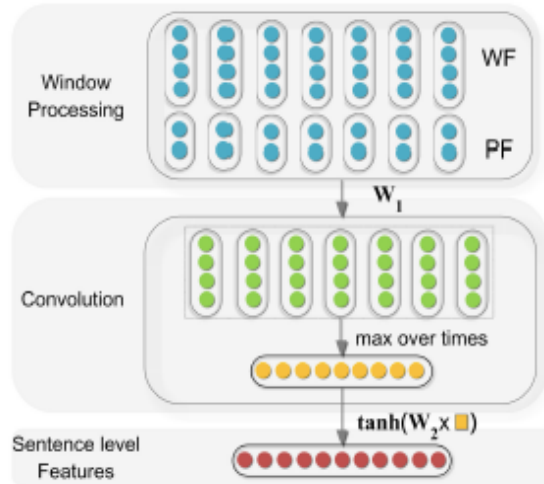 WF
Window
Processing
PF
W1
Convolution
max over times
tanh(W2x )
Sentence level
Features